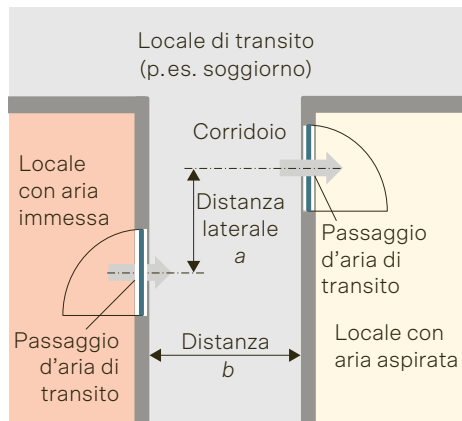 Locale di transito
(p.es. soggiorno)
Corridoio
Locale
con aria
immessa
Distanza
laterale
a
Passaggio
d'aria di
transito
Passaggio
d'aria di
transito
Distanza
b
Locale con
aria aspirata